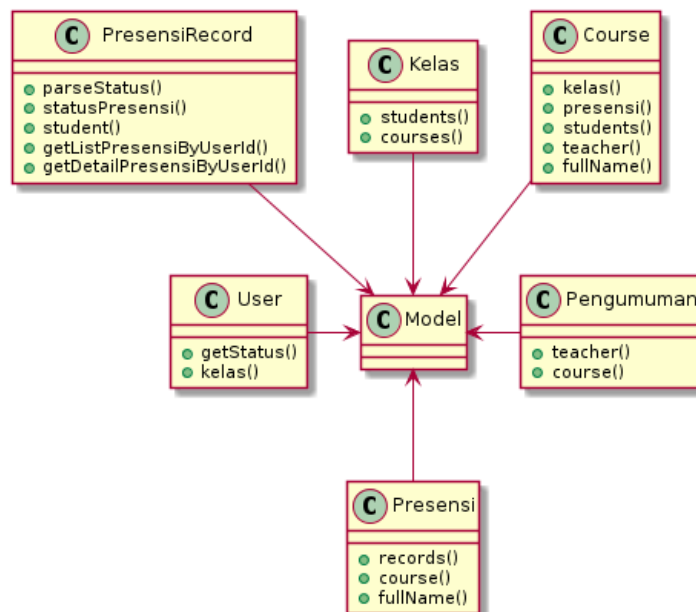 C PresensiRecord
parseStatus()
statusPresensi()
student()
getListPresensiByUserId()
getDetailPresensiByUserId()
C Kelas
students()
courses()
C Course
kelas()
presensi()
students()
teacher()
fullName()
C User
getStatus()
kelas()
C Model
C Pengumuman
teacher()
course()
C Presensi
records()
course()
fullName()